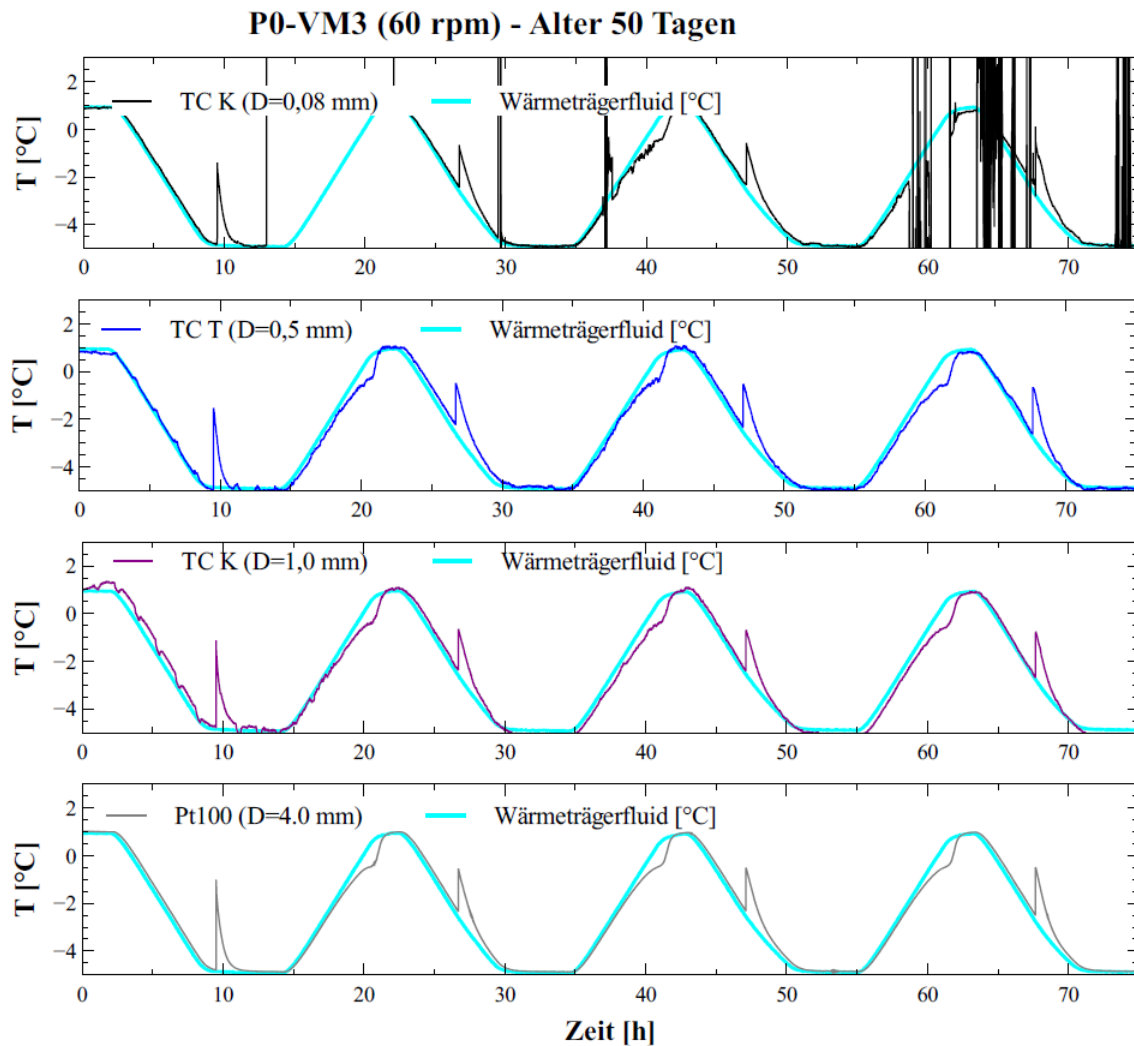 P0-VM3 (60 rpm) - Alter 50 Tagen
TC K (D=0,08 mm) Wärmeträgerfluid [°C]
T [°C]
2
0
−2
−4
0 10 20 30 40 50 60 70
TC T (D=0,5 mm) Wärmeträgerfluid [°C]
T [°C]
2
0
−2
−4
0 10 20 30 40 50 60 70
TC K (D=1,0 mm) Wärmeträgerfluid [°C]
T [°C]
2
0
−2
−4
0 10 20 30 40 50 60 70
Pt100 (D=4.0 mm) Wärmeträgerfluid [°C]
T [°C]
2
0
−2
−4
0 10 20 30 40 50 60 70
Zeit [h]